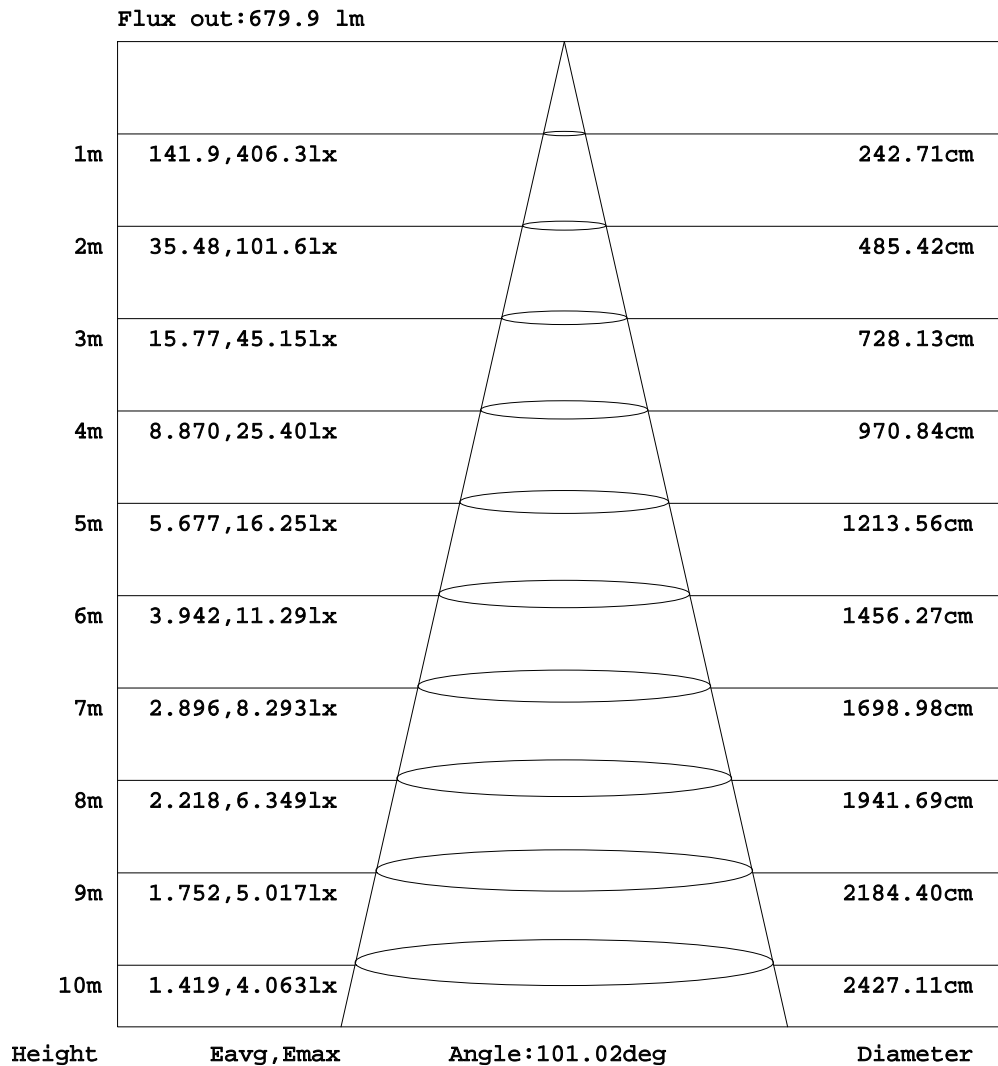 Flux out:679.9 lm
1m 141.9,406.3lx 242.71cm
2m 35.48,101.6lx 485.42cm
3m 15.77,45.15lx 728.13cm
4m 8.870,25.40lx 970.84cm
5m 5.677,16.25lx 1213.56cm
6m 3.942,11.29lx 1456.27cm
7m 2.896,8.293lx 1698.98cm
8m 2.218,6.349lx 1941.69cm
9m 1.752,5.017lx 2184.40cm
10m 1.419,4.063lx 2427.11cm
Height Eavg,Emax Angle:101.02deg Diameter